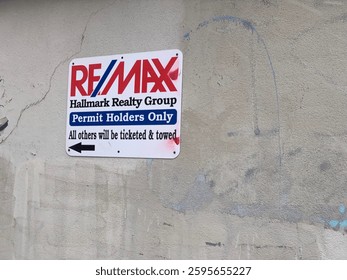 RE/MAX
Hallmark Realty Group
Permit Holders Only
All others will be ticketed & towed
shutterstock.com · 2595655227